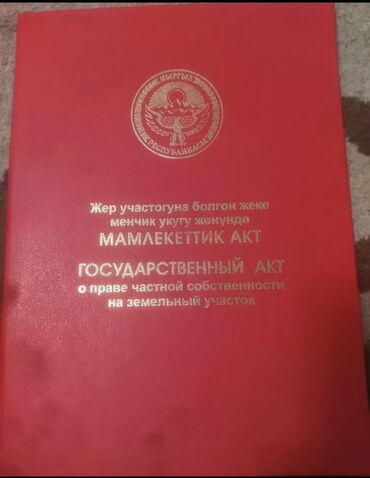 КЫРГЫЗ
РЕСПУБЛИКАСЫ
Жер участогуна болгон жеке
менчик укугу жөнүндө
МАМЛЕКЕТТИК АКТ
ГОСУДАРСТВЕННЫЙ АКТ
о праве частной собственности
на земельный участок